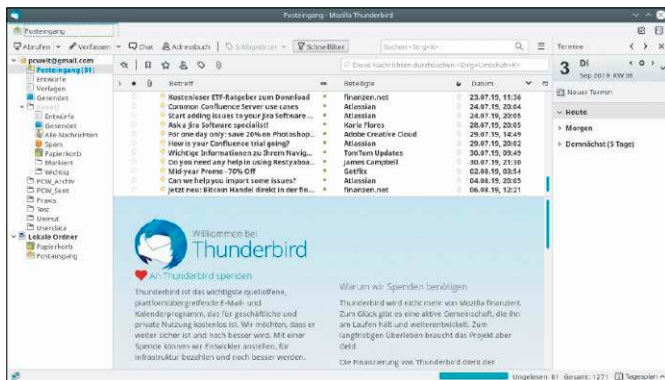 Posteingang - Mozilla Thunderbird
Posteingang
Abrufen Verfassen Chat Adressbuch Schlagwörter Schnellfilter Suchen <Strg+K>
Termine
pcwelt@gmail.com
Posteingang (81)
Entwürfe
Vorlagen
Gesendet
Entwürfe
Gesendet
Alle Nachrichten
Spam
Papierkorb
Markiert
Wichtig
PCW_Archiv
PCW_Sent
Praxis
Test
Unmut
Userdata
Lokale Ordner
Papierkorb
Postausgang
Diese Nachrichten durchsuchen <Strg+Umschalt+K>
Betreff Beteiligte Datum
Kostenloser ETF-Ratgeber zum Download finanzen.net 23.07.19, 11:36
Common Confluence Server use cases Atlassian 24.07.19, 20:04
Start adding issues to your Jira Software ... Atlassian 24.07.19, 20:05
Ask a Jira Software specialist! Karie Flores 28.07.19, 20:05
For one day only: save 20% on Photoshop... Adobe Creative Cloud 29.07.19, 14:49
How is your Confluence trial going? Atlassian 29.07.19, 20:02
Wichtige Informationen zu Ihrem Navig... TomTom Updates 30.07.19, 09:49
Do you need any help in using Restyaboa... James Campbell 30.07.19, 21:30
Mid-year Promo - 70% Off Getflix 02.08.19, 03:54
Can we help you import some issues? Atlassian 04.08.19, 20:05
Jetzt neu: Bitcoin Handel direkt in der fin... finanzen.net 06.08.19, 12:21
Willkommen bei
Thunderbird
An Thunderbird spenden
Thunderbird ist das wichtigste quelloffene,
plattformübergreifende E-Mail- und
Kalenderprogramm, das für geschäftliche und
private Nutzung kostenlos ist. Wir möchten, dass er
weiter sicher ist und noch besser wird. Mit einer
Spende können wir Entwickler anstellen, für
Infrastruktur bezahlen und noch besser werden.
Warum wir Spenden benötigen
Thunderbird wird nicht mehr von Mozilla finanziert.
Zum Glück gibt es eine aktive Gemeinschaft, die ihn
am Laufen hält und weiterentwickelt. Zum
langfristigen Überleben braucht das Projekt aber
Geld.
Die Finanzierung von Thunderbird
3 Di
Sep 2019 KW 36
Neuer Termin
Heute
Morgen
Demnächst (5 Tage)
Ungelesen: 81 Gesamt: 1271 Tagesplan